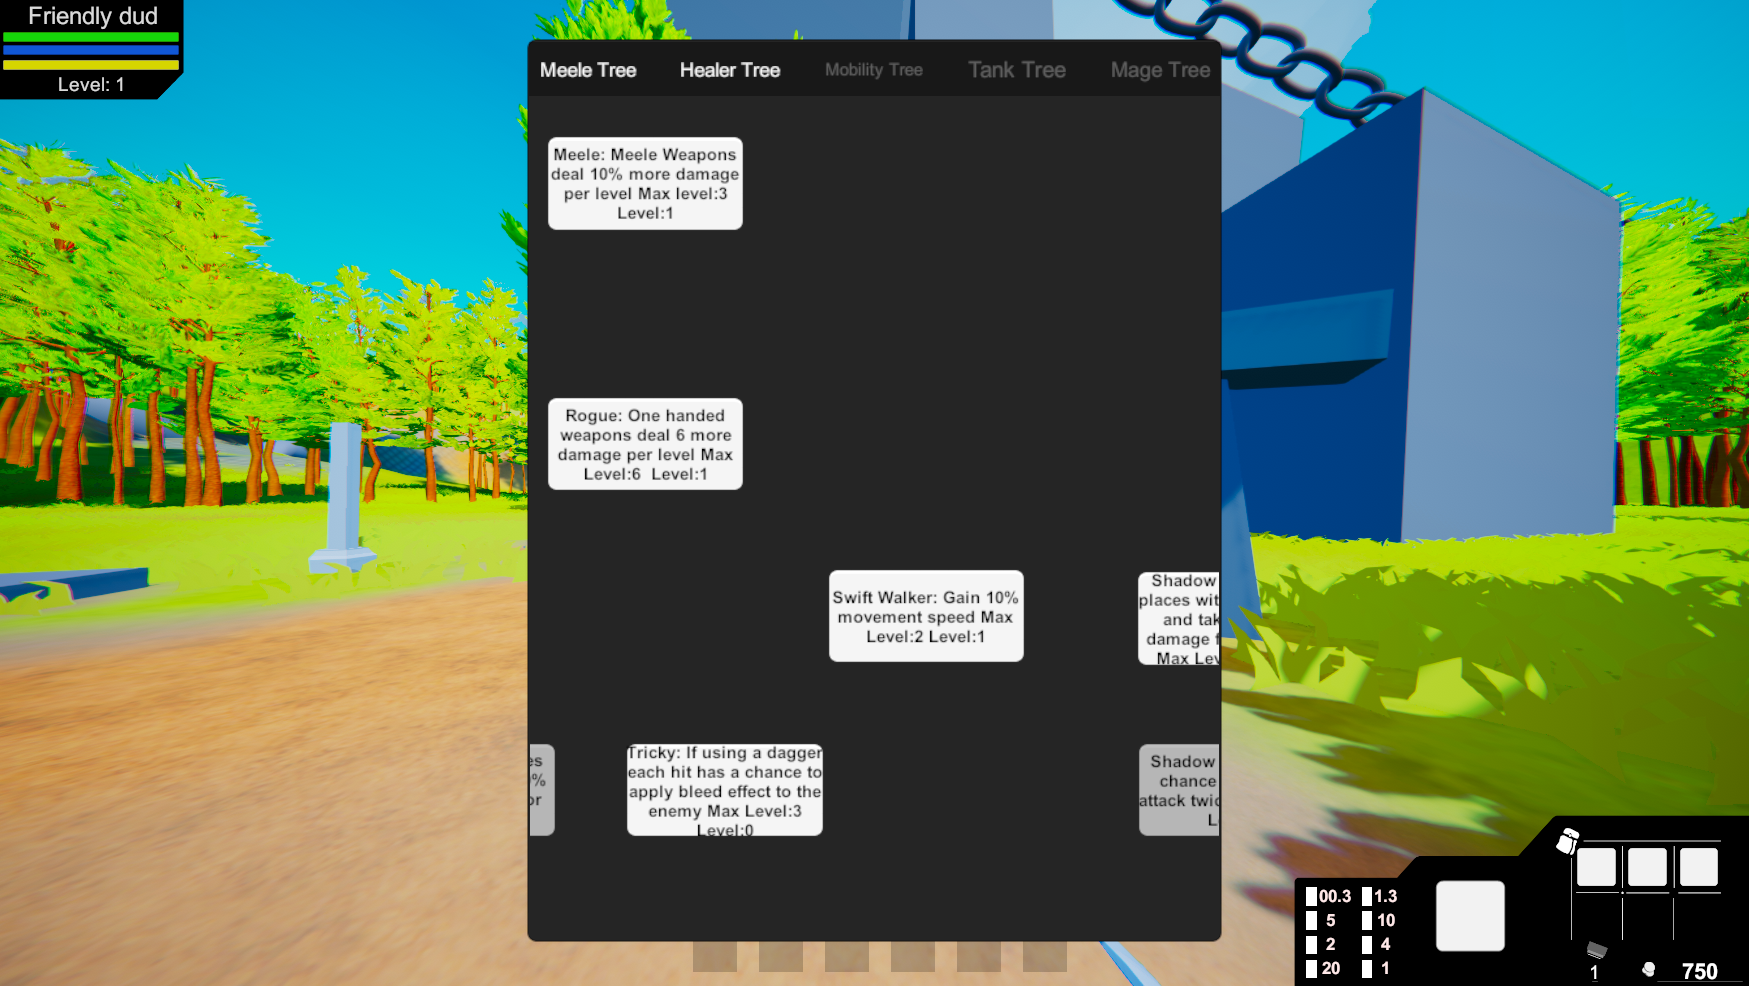 Friendly dud
Level: 1
Meele Tree
Healer Tree
Mobility Tree
Tank Tree
Mage Tree
Meele: Meele Weapons
deal 10% more damage
per level Max level:3
Level:1
Rogue: One handed
weapons deal 6 more
damage per level Max
Level:6 Level:1
Swift Walker: Gain 10%
movement speed Max
Level:2 Level:1
Shadow
places wit
and tak
damage f
Max Lev
es
%
or
Tricky: If using a dagger
each hit has a chance to
apply bleed effect to the
enemy Max Level:3
Level:0
Shadow
chance
attack twic
L
00.3 1.3
5 10
2 4
20 1
1
750